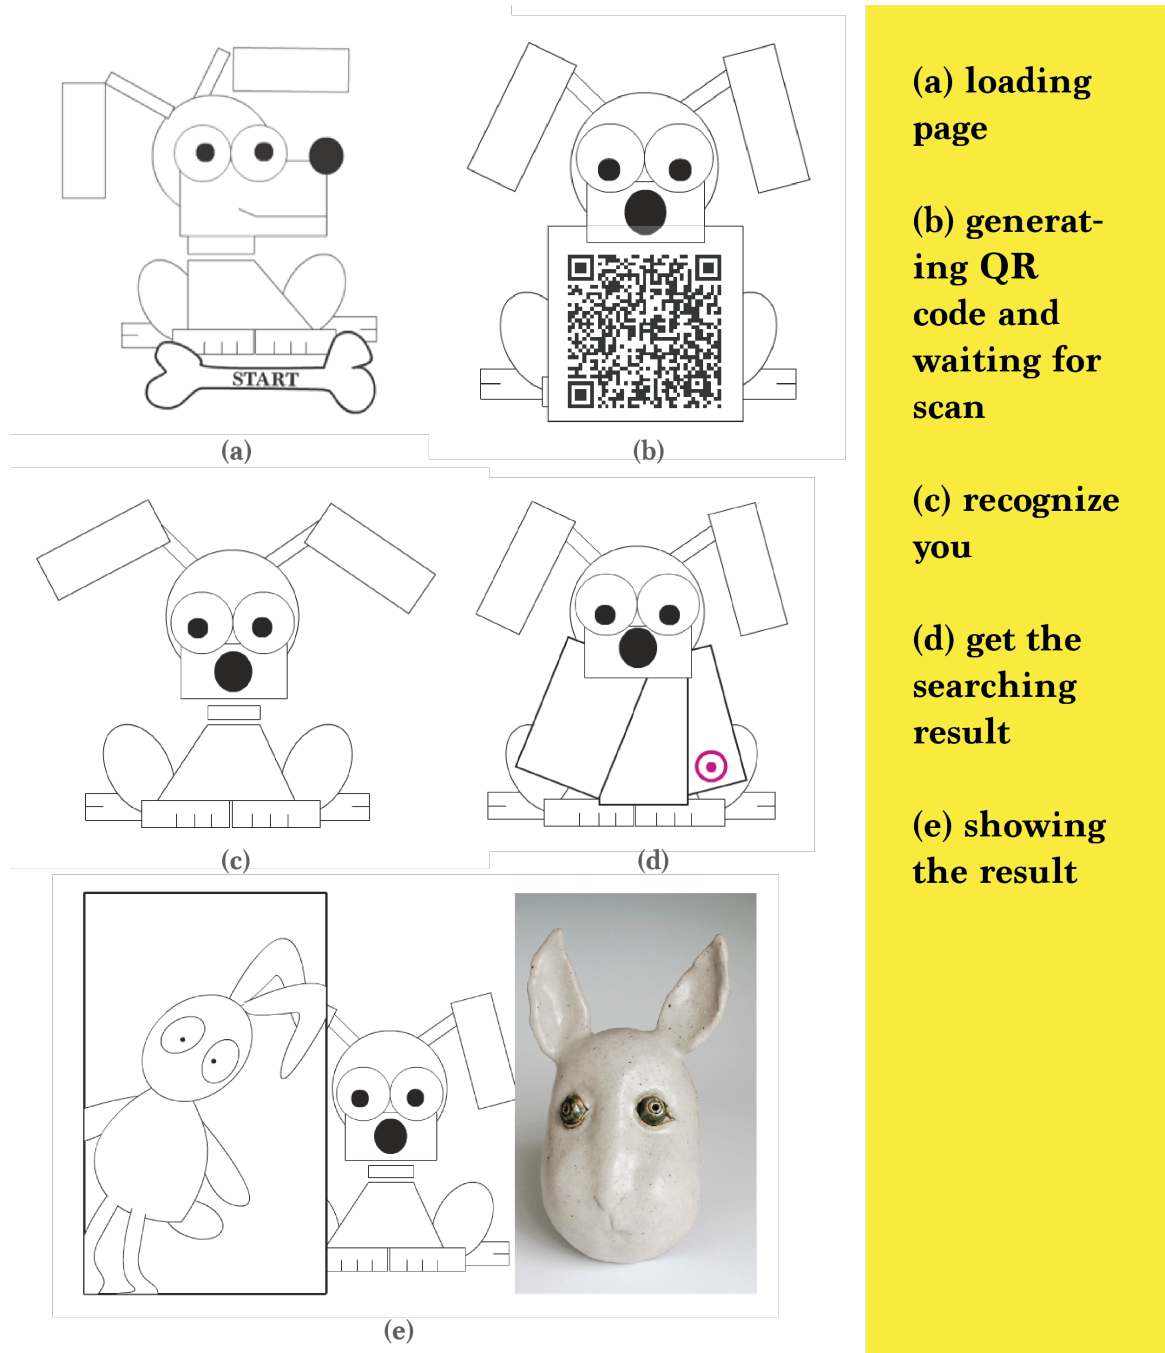 START
(a)
(b)
(c)
(d)
(e)
(a) loading
page
(b) generat-
ing QR
code and
waiting for
scan
(c) recognize
you
(d) get the
searching
result
(e) showing
the result